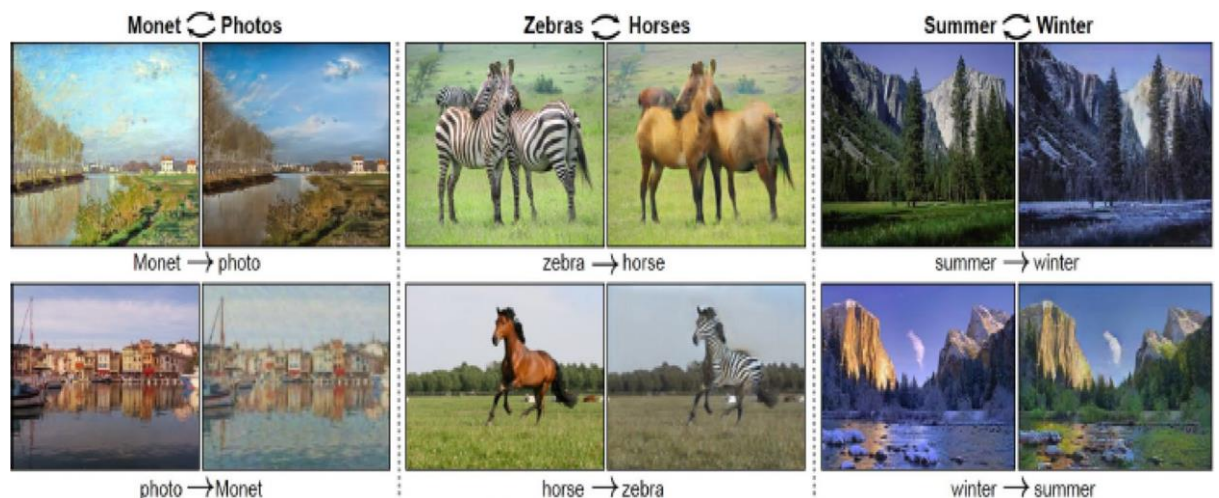 Monet Photos
Zebras Horses
Summer Winter
Monet → photo
zebra → horse
summer → winter
photo → Monet
horse → zebra
winter → summer